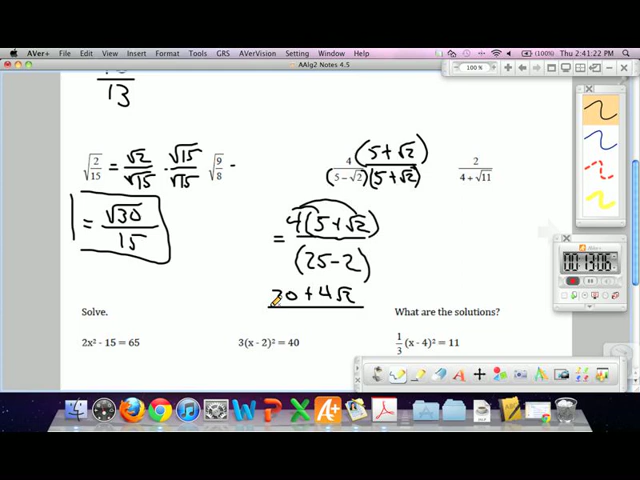 AVer+ File Edit View Insert Format Tools GRS AVerVision Setting Window Help (100%) Thu 2:41:22 PM
AAlg2 Notes 4.5
100%
13
√(2/15) = √2/√15 · √15/√15
√(9/8) -
4(5+√2)/(5-√2)(5+√2)
2/(4+√11)
= √30/15
= 4(5+√2)/(25-2)
20+4√2
00:13:06
Solve.
What are the solutions?
2x² - 15 = 65
3(x - 2)² = 40
1/3(x - 4)² = 11